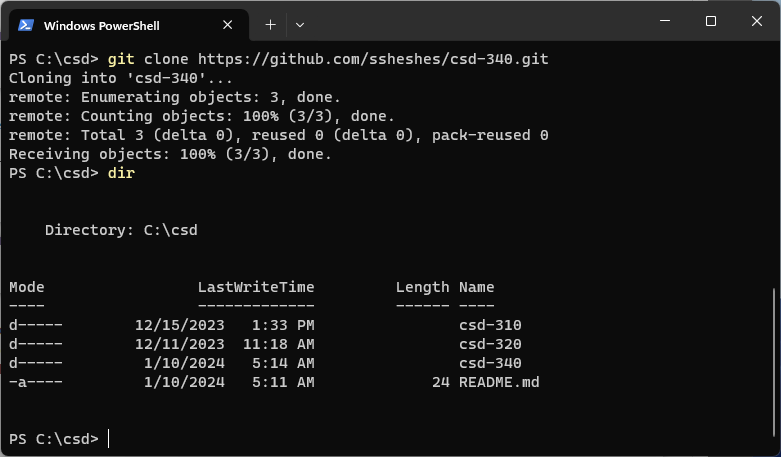 Windows PowerShell
PS C:\csd> git clone https://github.com/ssheshes/csd-340.git
Cloning into 'csd-340'...
remote: Enumerating objects: 3, done.
remote: Counting objects: 100% (3/3), done.
remote: Total 3 (delta 0), reused 0 (delta 0), pack-reused 0
Receiving objects: 100% (3/3), done.
PS C:\csd> dir
    Directory: C:\csd
Mode                 LastWriteTime         Length Name
----                 -------------         ------ ----
d-----        12/15/2023   1:33 PM                csd-310
d-----        12/11/2023  11:18 AM                csd-320
d-----         1/10/2024   5:14 AM                csd-340
-a----         1/10/2024   5:11 AM             24 README.md
PS C:\csd>